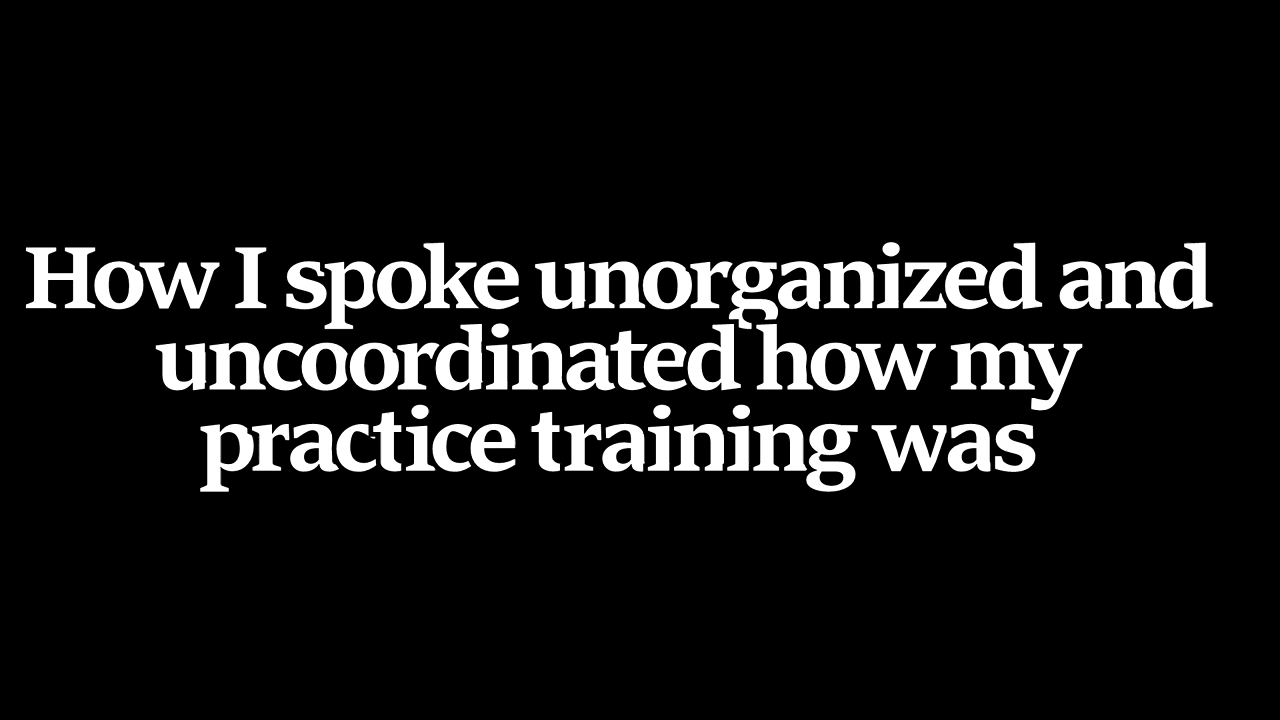 How I spoke unorganized and
uncoordinated how my
practice training was